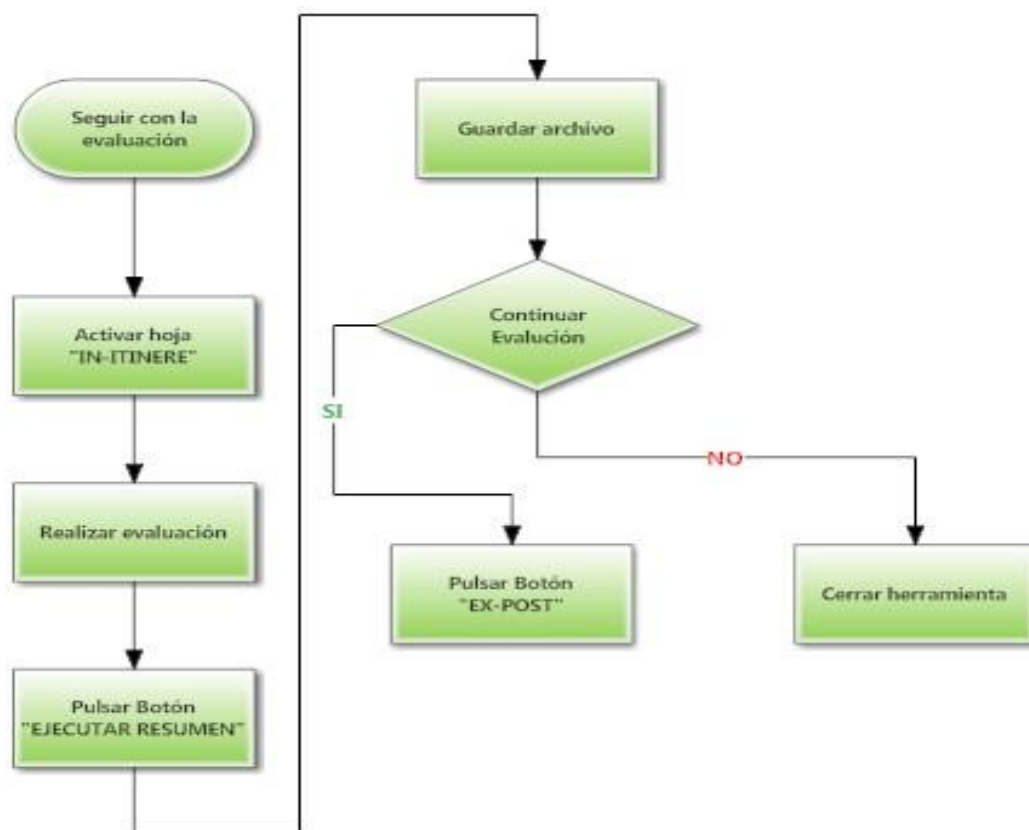 Seguir con la
evaluación
Activar hoja
"IN-ITINERE"
Realizar evaluación
Pulsar Botón
"EJECUTAR RESUMEN"
Guardar archivo
Continuar
Evalución
SI
NO
Pulsar Botón
"EX-POST"
Cerrar herramienta